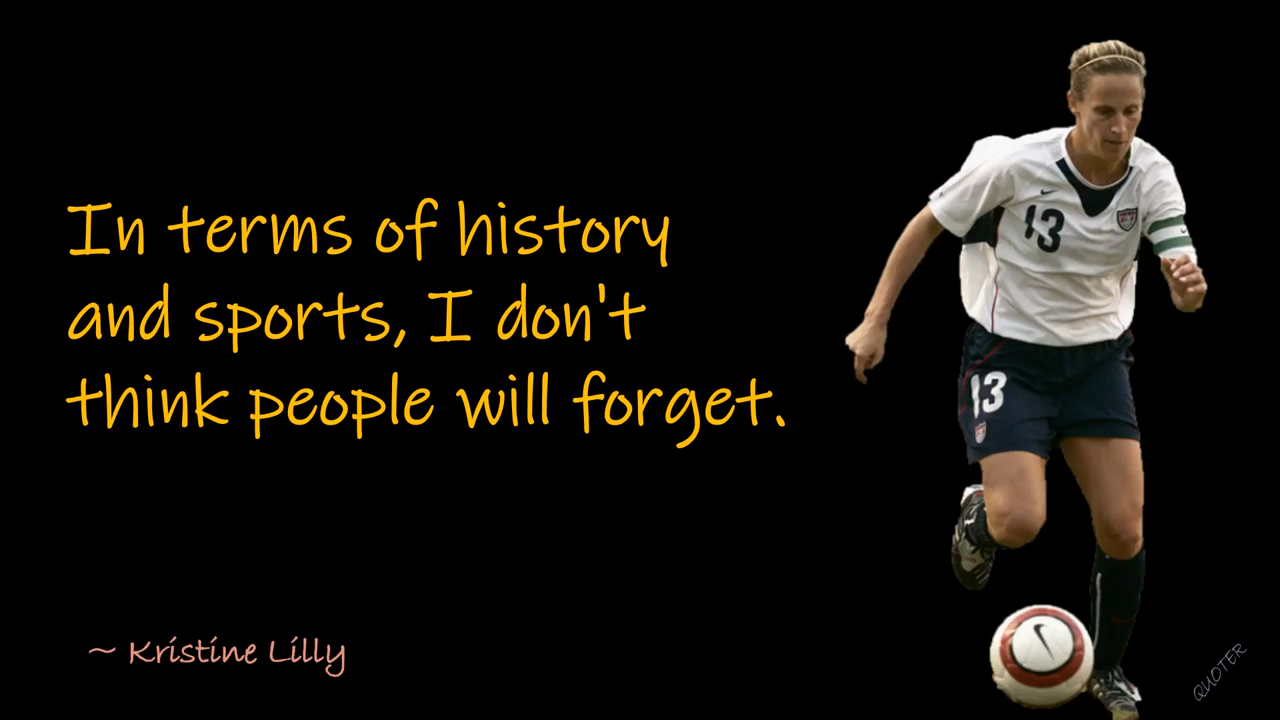 In terms of history
and sports, I don't
think people will forget.
~ Kristine Lilly
13
13
QUOTER